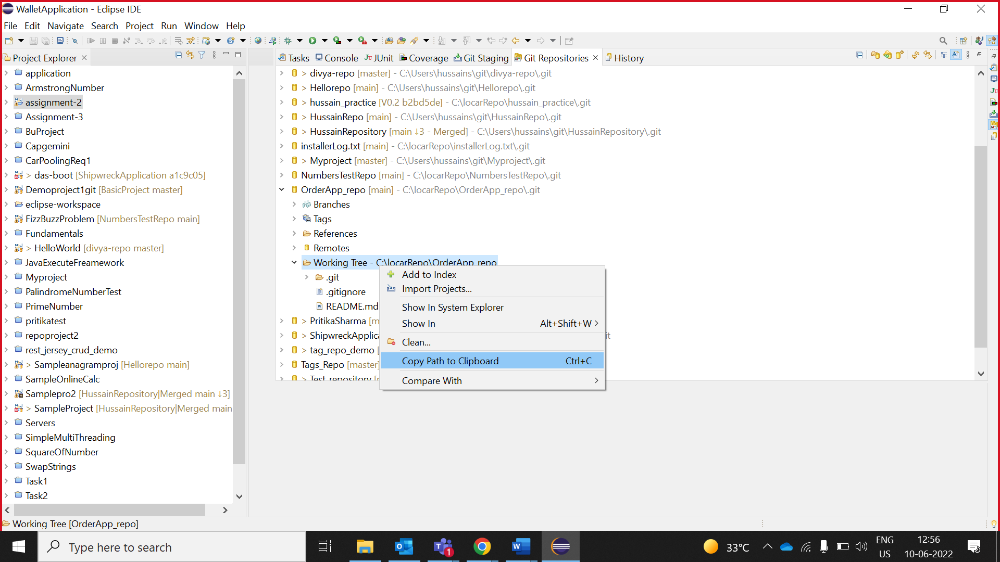 WalletApplication - Eclipse IDE
File Edit Navigate Search Project Run Window Help
Project Explorer
application
ArmstrongNumber
assignment-2
Assignment-3
BuProject
Capgemini
CarPoolingReq1
> das-boot [ShipwreckApplication a1c9c05]
Demoproject1git [BasicProject master]
eclipse-workspace
FizzBuzzProblem [NumbersTestRepo main]
Fundamentals
> HelloWorld [divya-repo master]
JavaExecuteFreamework
Myproject
PalindromeNumberTest
PrimeNumber
pritikatest
repoproject2
rest_jersey_crud_demo
> Sampleanagramproj [Hellorepo main]
SampleOnlineCalc
Samplepro2 [HussainRepository|Merged main ↓3]
> SampleProject [HussainRepository|Merged main
Servers
SimpleMultiThreading
SquareOfNumber
SwapStrings
Task1
Task2
Tasks Console JUnit Coverage Git Staging Git Repositories History
> divya-repo [master] - C:\Users\hussains\git\divya-repo\.git
> Hellorepo [main] - C:\Users\hussains\git\Hellorepo\.git
> hussain_practice [V0.2 b2bd5de] - C:\locarRepo\hussain_practice\.git
> HussainRepo [main] - C:\Users\hussains\git\HussainRepo\.git
> HussainRepository [main ↓3 - Merged] - C:\Users\hussains\git\HussainRepository\.git
installerLog.txt [main] - C:\locarRepo\installerLog.txt\.git
> Myproject [master] - C:\Users\hussains\git\Myproject\.git
NumbersTestRepo [main] - C:\locarRepo\NumbersTestRepo\.git
OrderApp_repo [main] - C:\locarRepo\OrderApp_repo\.git
Branches
Tags
References
Remotes
Working Tree - C:\locarRepo\OrderApp_repo
.git
.gitignore
README.md
> PritikaSharma [m
> ShipwreckApplica it
> tag_repo_demo [
Tags_Repo [master]
> Test_repository [
Add to Index
Import Projects...
Show In System Explorer
Show In Alt+Shift+W
Clean...
Copy Path to Clipboard Ctrl+C
Compare With
Working Tree [OrderApp_repo]
Type here to search
1
33°C
ENG
US
12:56
10-06-2022